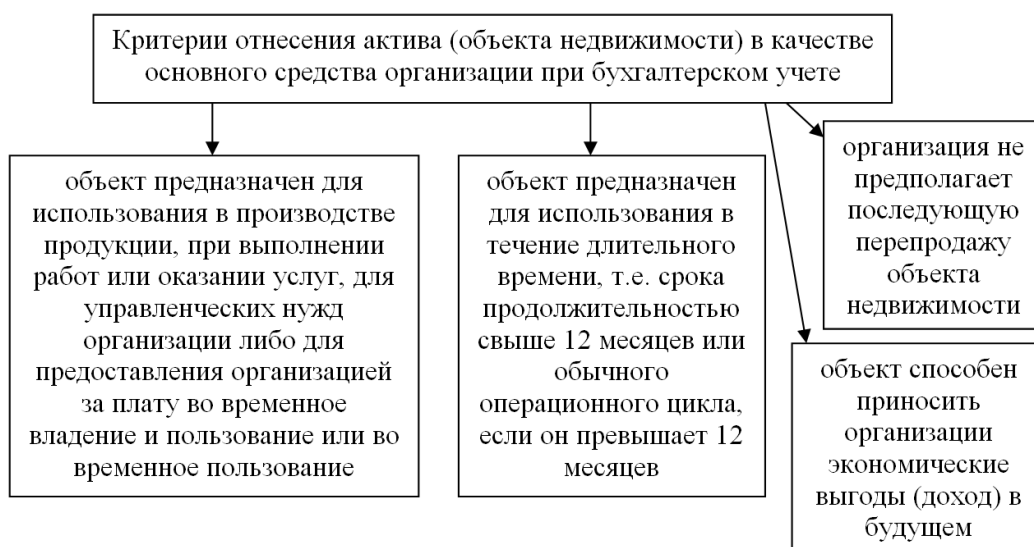 Критерии отнесения актива (объекта недвижимости) в качестве
основного средства организации при бухгалтерском учете
объект предназначен для
использования в производстве
продукции, при выполнении
работ или оказании услуг, для
управленческих нужд
организации либо для
предоставления организацией
за плату во временное
владение и пользование или во
временное пользование
объект предназначен
для использования в
течение длительного
времени, т.е. срока
продолжительностью
свыше 12 месяцев или
обычного
операционного цикла,
если он превышает 12
месяцев
организация не
предполагает
последующую
перепродажу
объекта
недвижимости
объект способен
приносить
организации
экономические
выгоды (доход) в
будущем